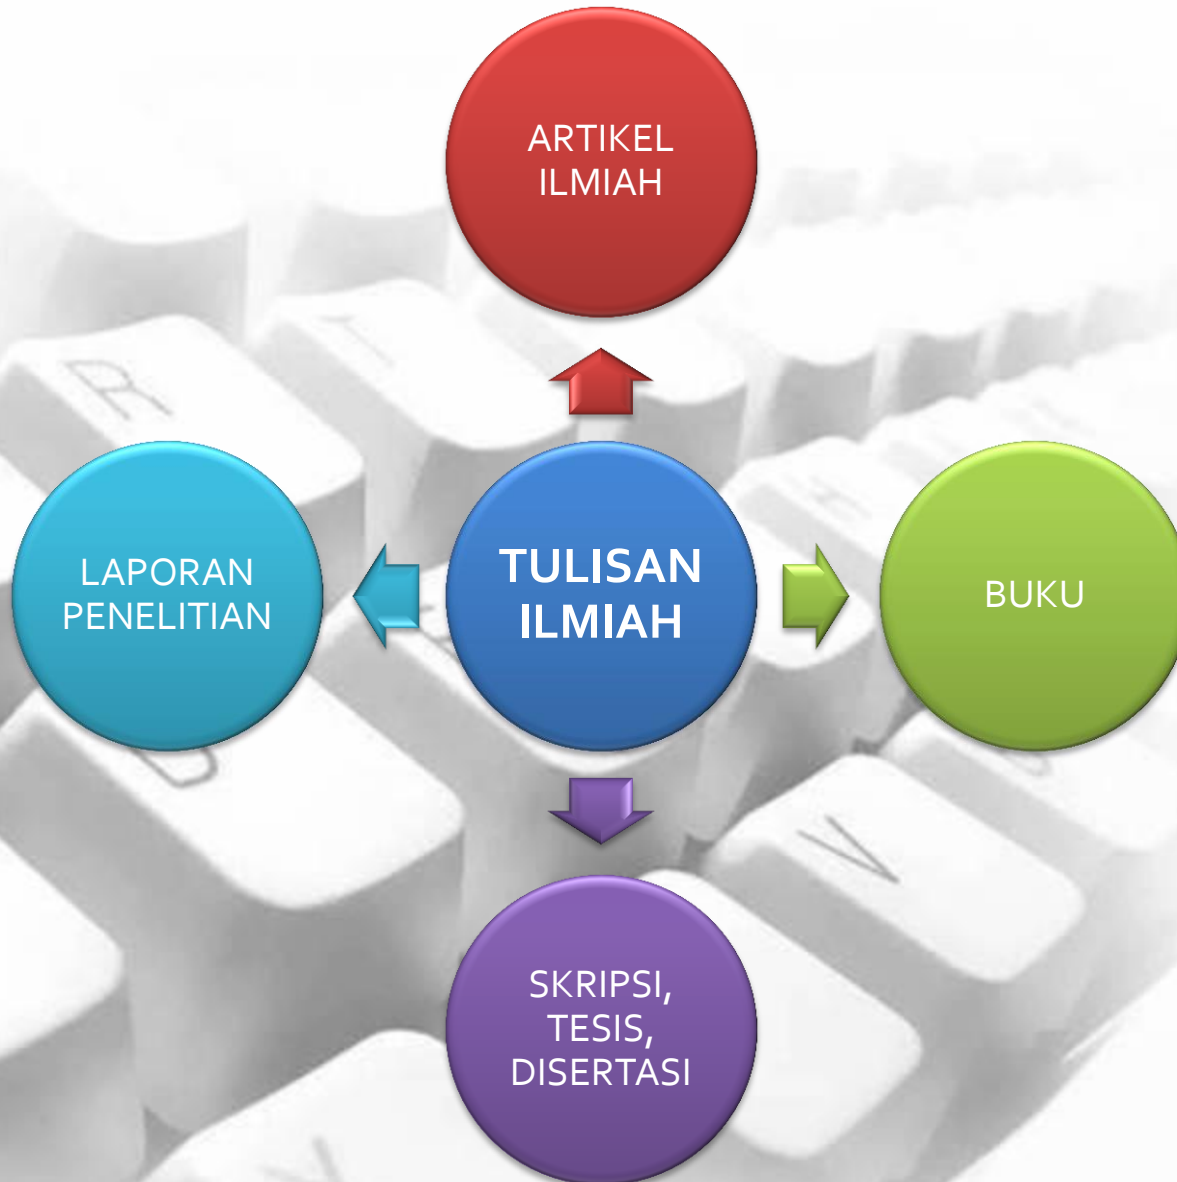 ARTIKEL
ILMIAH
LAPORAN
PENELITIAN
TULISAN
ILMIAH
BUKU
SKRIPSI,
TESIS,
DISERTASI